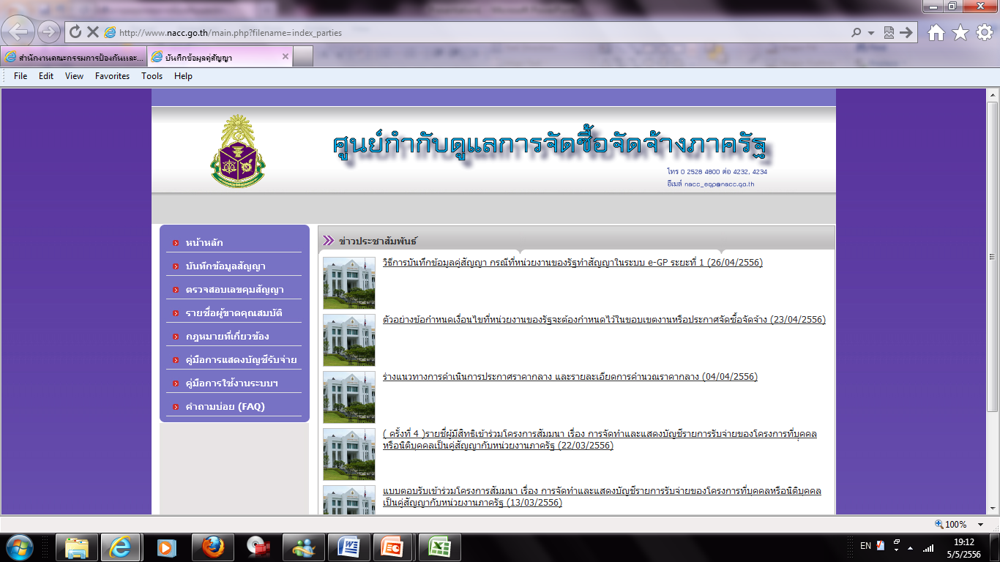 http://www.nacc.go.th/main.php?filename=index_parties
สำนักงานคณะกรรมการป้องกันและ...
บันทึกข้อมูลคู่สัญญา
File Edit View Favorites Tools Help
ศูนย์กำกับดูแลการจัดซื้อจัดจ้างภาครัฐ
โทร 0 2528 4800 ต่อ 4232, 4234
อีเมล์ nacc_egp@nacc.go.th
หน้าหลัก
บันทึกข้อมูลสัญญา
ตรวจสอบเลขคุมสัญญา
รายชื่อผู้ขาดคุณสมบัติ
กฎหมายที่เกี่ยวข้อง
คู่มือการแสดงบัญชีรับจ่าย
คู่มือการใช้งานระบบฯ
คำถามบ่อย (FAQ)
ข่าวประชาสัมพันธ์
วิธีการบันทึกข้อมูลคู่สัญญา กรณีที่หน่วยงานของรัฐทำสัญญาในระบบ e-GP ระยะที่ 1 (26/04/2556)
ตัวอย่างข้อกำหนดเงื่อนไขที่หน่วยงานของรัฐจะต้องกำหนดไว้ในขอบเขตงานหรือประกาศจัดซื้อจัดจ้าง (23/04/2556)
ร่างแนวทางการดำเนินการประกาศราคากลาง และรายละเอียดการคำนวณราคากลาง (04/04/2556)
( ครั้งที่ 4 )รายชื่ผู้มีสิทธิเข้าร่วมโครงการสัมมนา เรื่อง การจัดทำและแสดงบัญชีรายการรับจ่ายของโครงการที่บุคคล
หรือนิติบุคคลเป็นคู่สัญญากับหน่วยงานภาครัฐ (22/03/2556)
แบบตอบรับเข้าร่วมโครงการสัมมนา เรื่อง การจัดทำและแสดงบัญชีรายการรับจ่ายของโครงการที่บุคคลหรือนิติบุคคล
เป็นคู่สัญญากับหน่วยงานภาครัฐ (13/03/2556)
100%
EN
19:12
5/5/2556